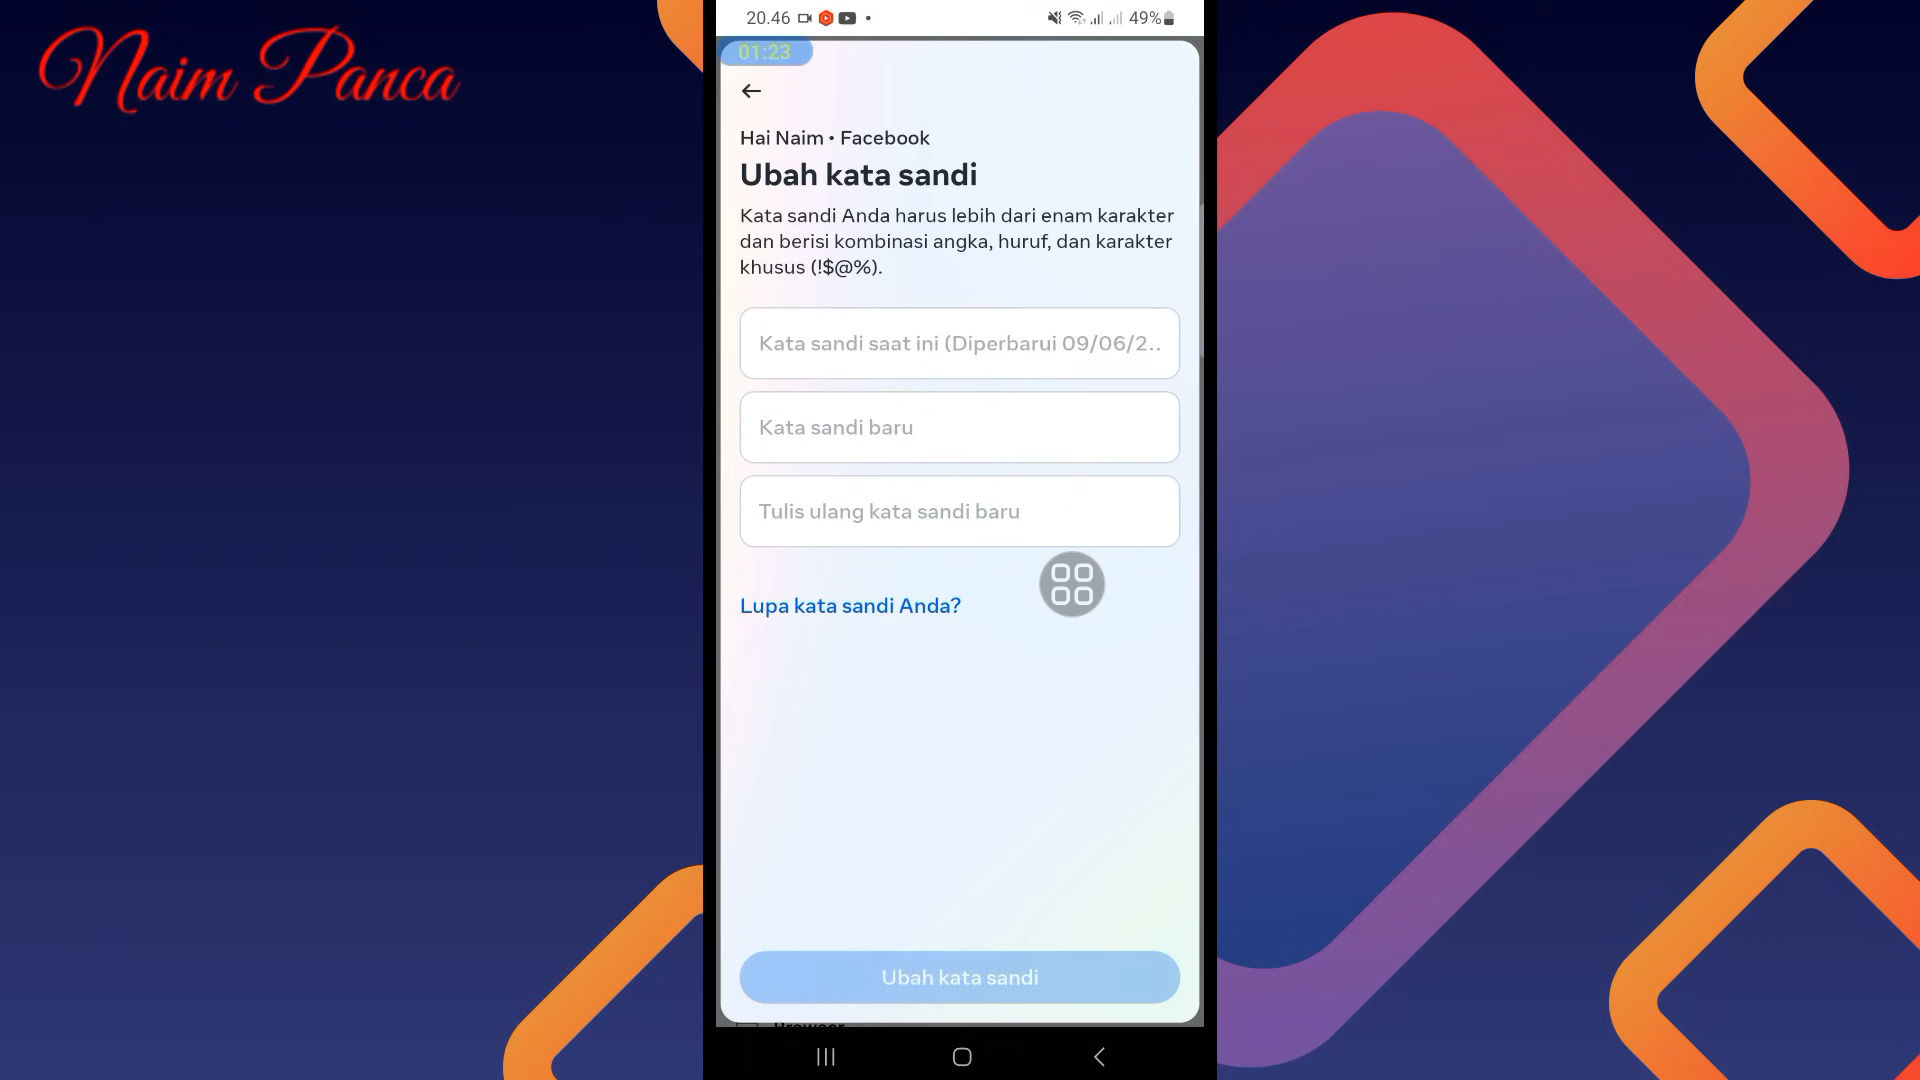 Naim Panca
20.46
49%
01:23
Hai Naim • Facebook
Ubah kata sandi
Kata sandi Anda harus lebih dari enam karakter
dan berisi kombinasi angka, huruf, dan karakter
khusus (!$@%).
Kata sandi saat ini (Diperbarui 09/06/2..
Kata sandi baru
Tulis ulang kata sandi baru
Lupa kata sandi Anda?
Ubah kata sandi
Browser